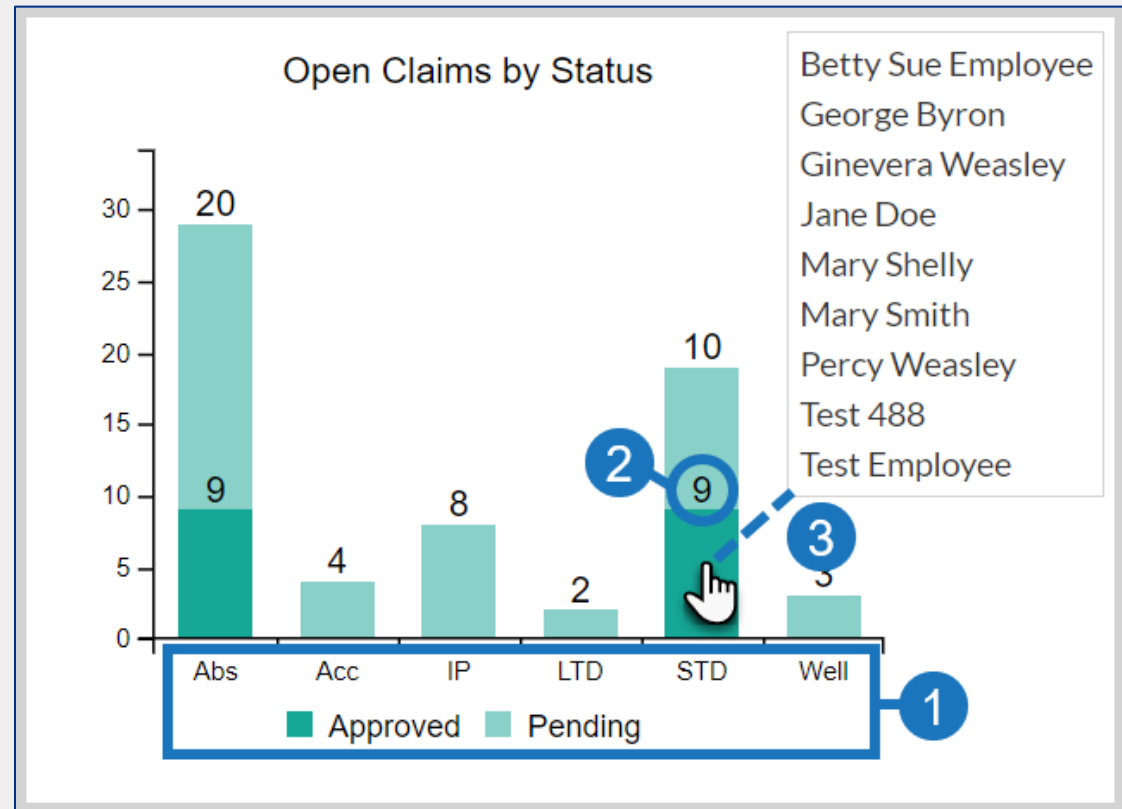 Open Claims by Status
Betty Sue Employee
George Byron
Ginevera Weasley
Jane Doe
Mary Shelly
Mary Smith
Percy Weasley
Test 488
Test Employee
30
25
20
15
10
5
0
20
9
4
8
2
10
9
3
2
3
Abs Acc IP LTD STD Well
Approved Pending
1